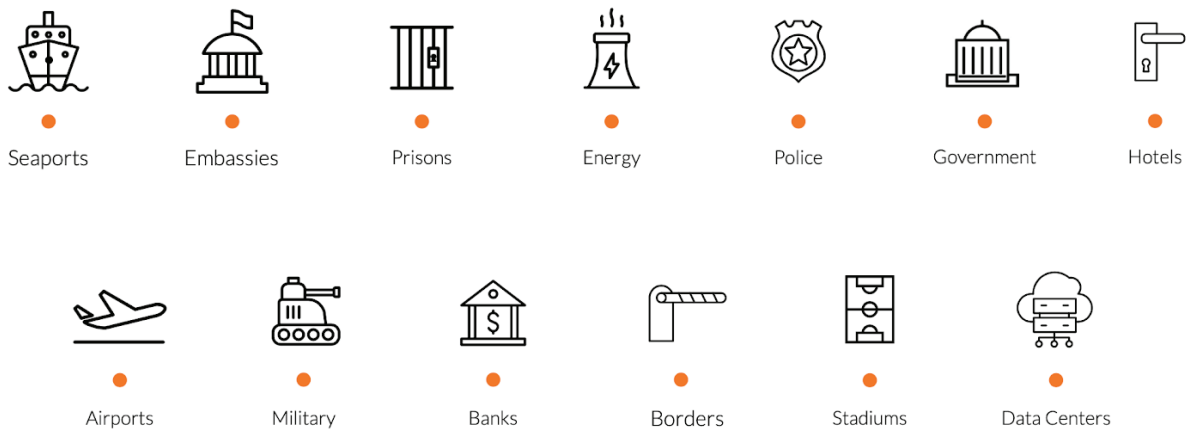 Seaports
Embassies
Prisons
Energy
Police
Government
Hotels
$
Airports
Military
Banks
Borders
Stadiums
Data Centers